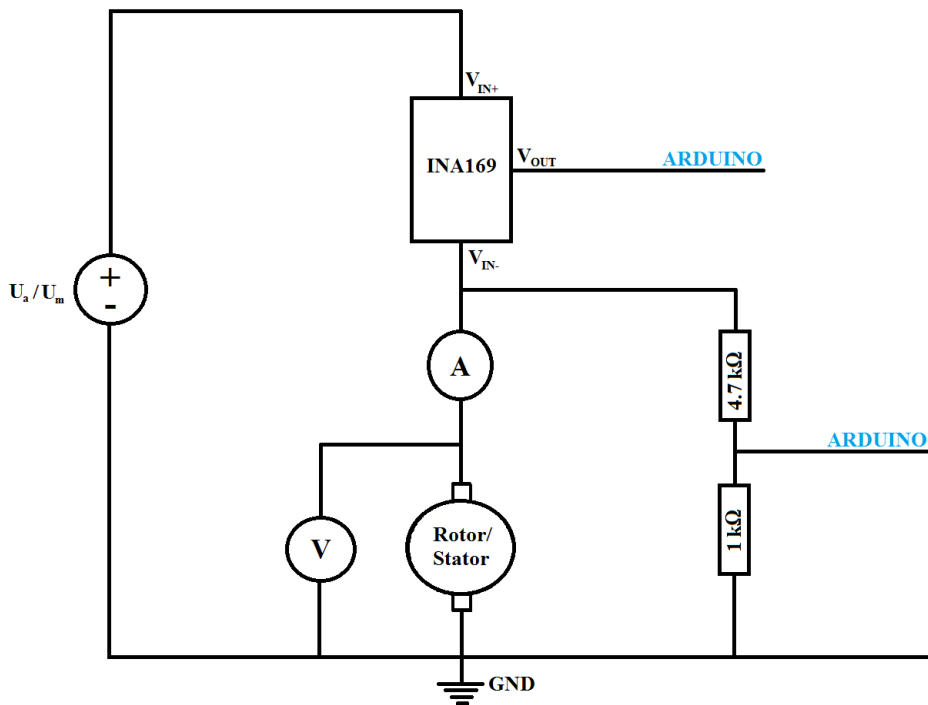 V_IN+
INA169
V_OUT
ARDUINO
V_IN-
+
U_a / U_m
-
A
4.7 kΩ
ARDUINO
V
Rotor/
Stator
1 kΩ
GND